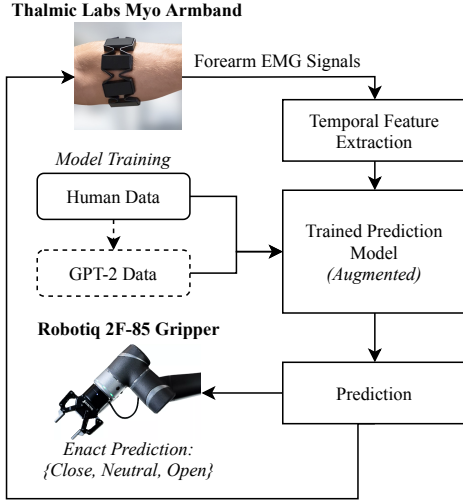 Thalmic Labs Myo Armband
Forearm EMG Signals
Temporal Feature
Extraction
Model Training
Human Data
GPT-2 Data
Trained Prediction
Model
(Augmented)
Robotiq 2F-85 Gripper
Prediction
Enact Prediction:
{Close, Neutral, Open}